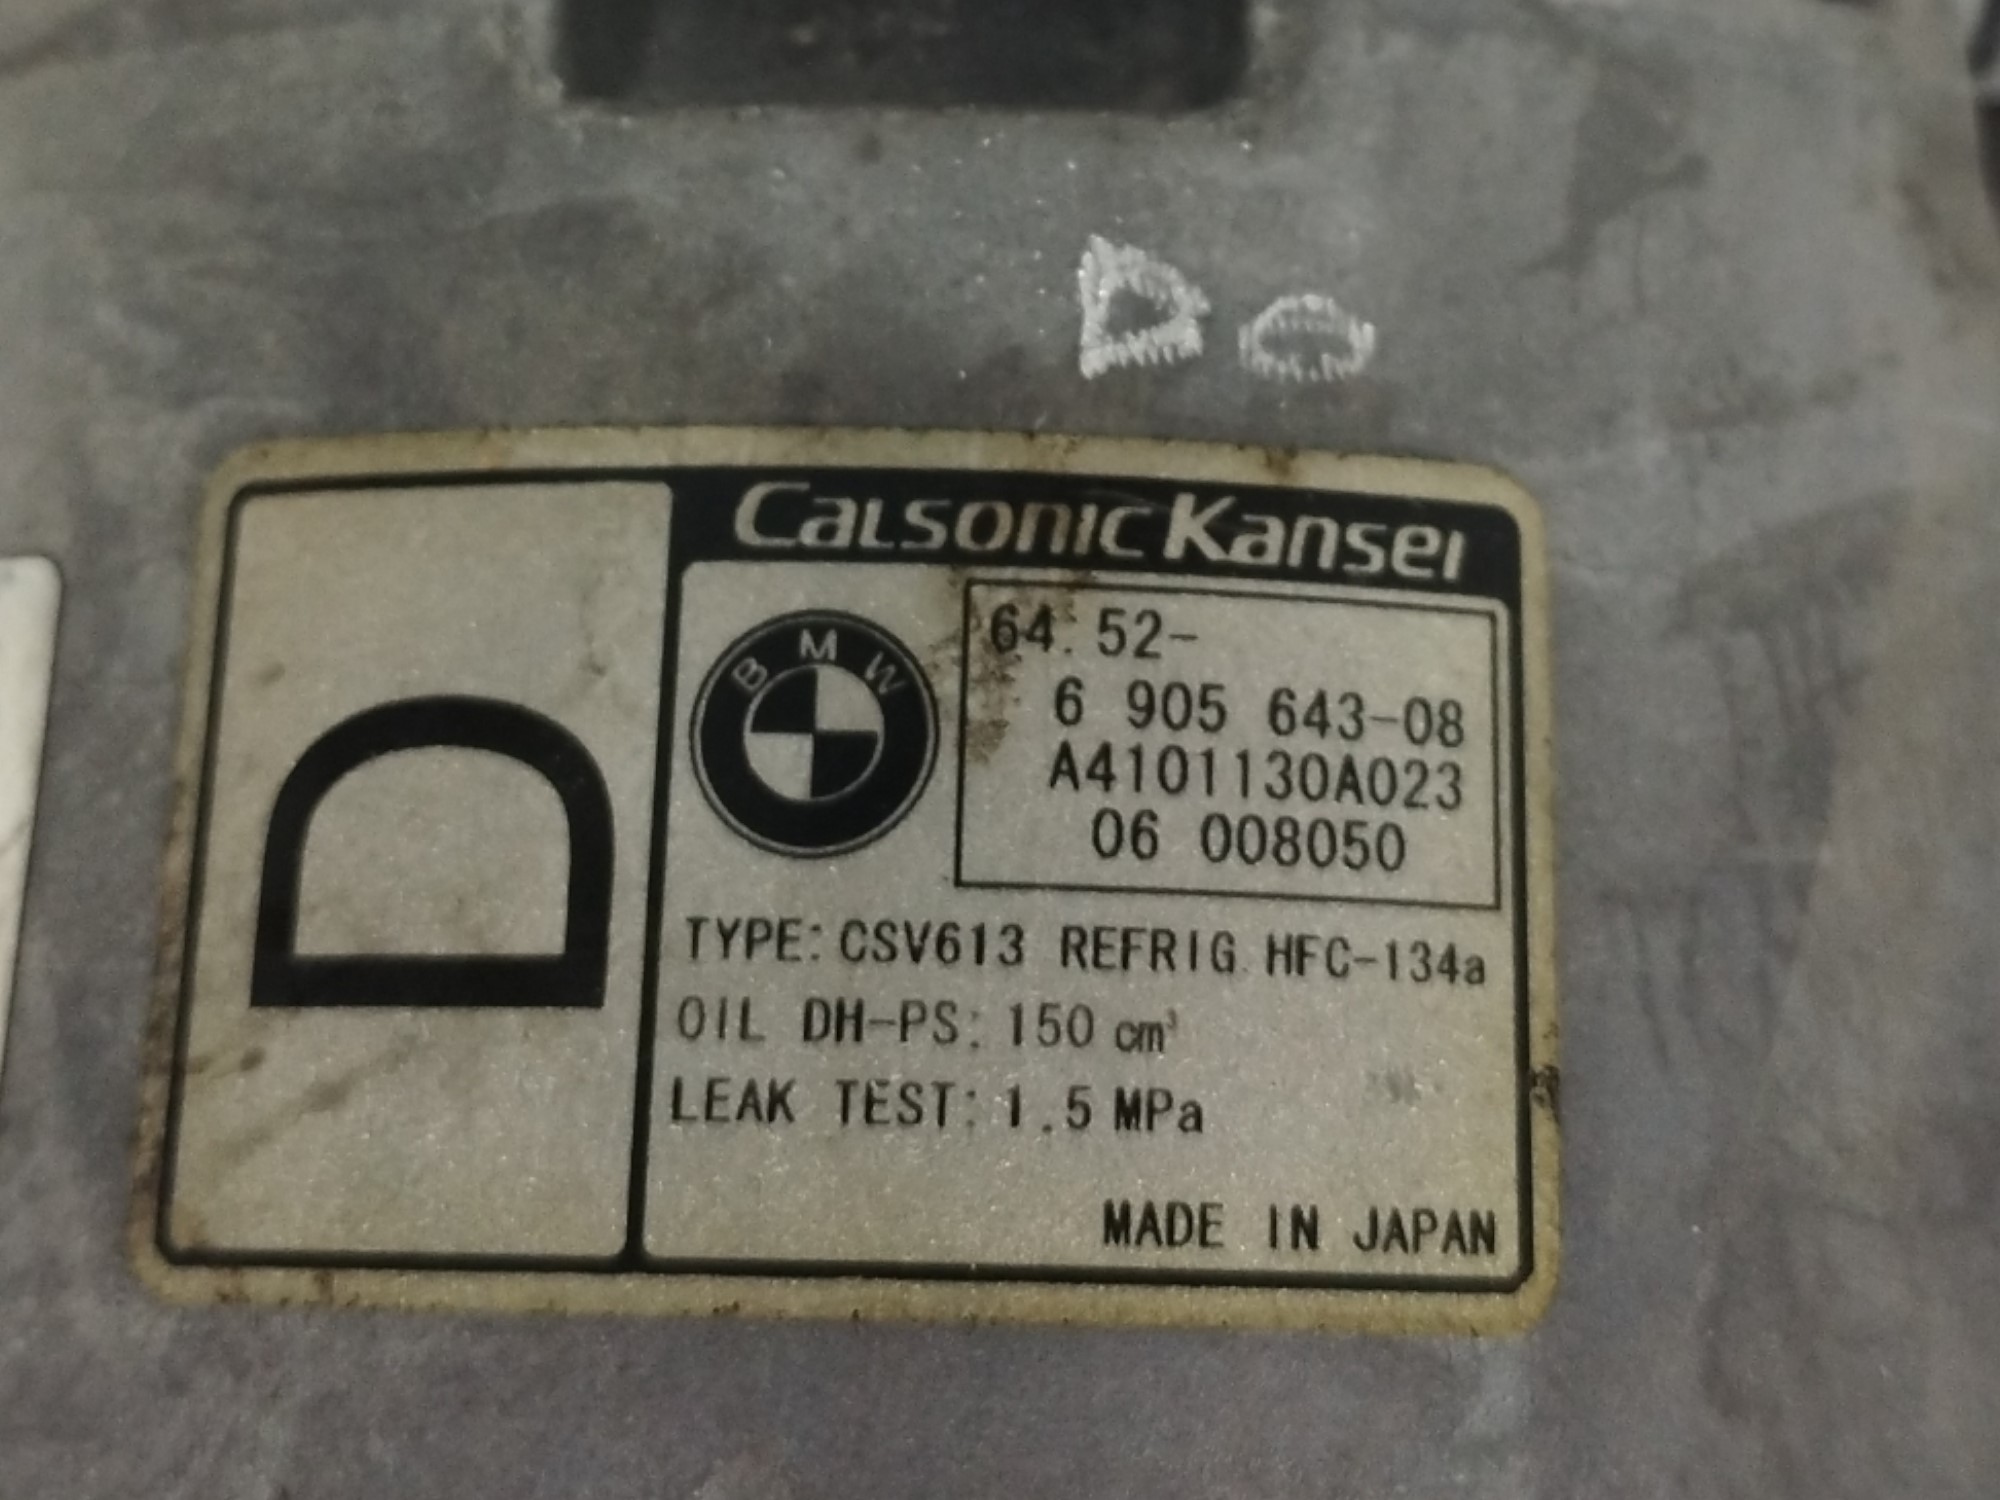 DO
CALSONIC Kansei
D
BMW
64.52-
6 905 643-08
A4101130A023
06 008050
TYPE: CSV613 REFRIG. HFC-134a
OIL DH-PS: 150 cm³
LEAK TEST: 1.5 MPa
MADE IN JAPAN